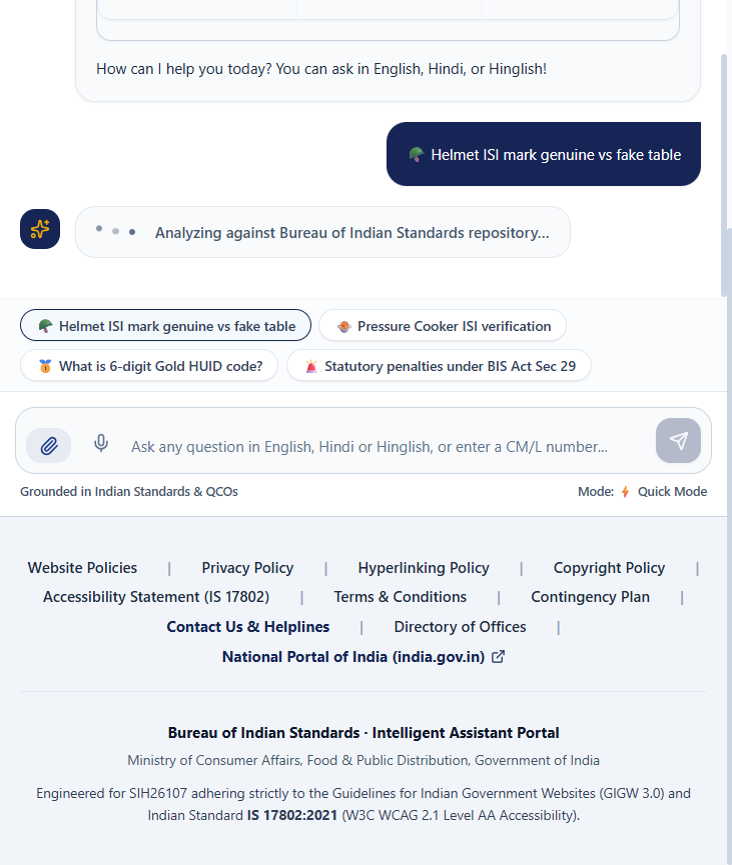 How can I help you today? You can ask in English, Hindi, or Hinglish!
Helmet ISI mark genuine vs fake table
Analyzing against Bureau of Indian Standards repository...
Helmet ISI mark genuine vs fake table
Pressure Cooker ISI verification
What is 6-digit Gold HUID code?
Statutory penalties under BIS Act Sec 29
Ask any question in English, Hindi or Hinglish, or enter a CM/L number...
Grounded in Indian Standards & QCOs
Mode: ⚡ Quick Mode
Website Policies | Privacy Policy | Hyperlinking Policy | Copyright Policy |
Accessibility Statement (IS 17802) | Terms & Conditions | Contingency Plan |
Contact Us & Helplines | Directory of Offices |
National Portal of India (india.gov.in)
Bureau of Indian Standards · Intelligent Assistant Portal
Ministry of Consumer Affairs, Food & Public Distribution, Government of India
Engineered for SIH26107 adhering strictly to the Guidelines for Indian Government Websites (GIGW 3.0) and
Indian Standard IS 17802:2021 (W3C WCAG 2.1 Level AA Accessibility).